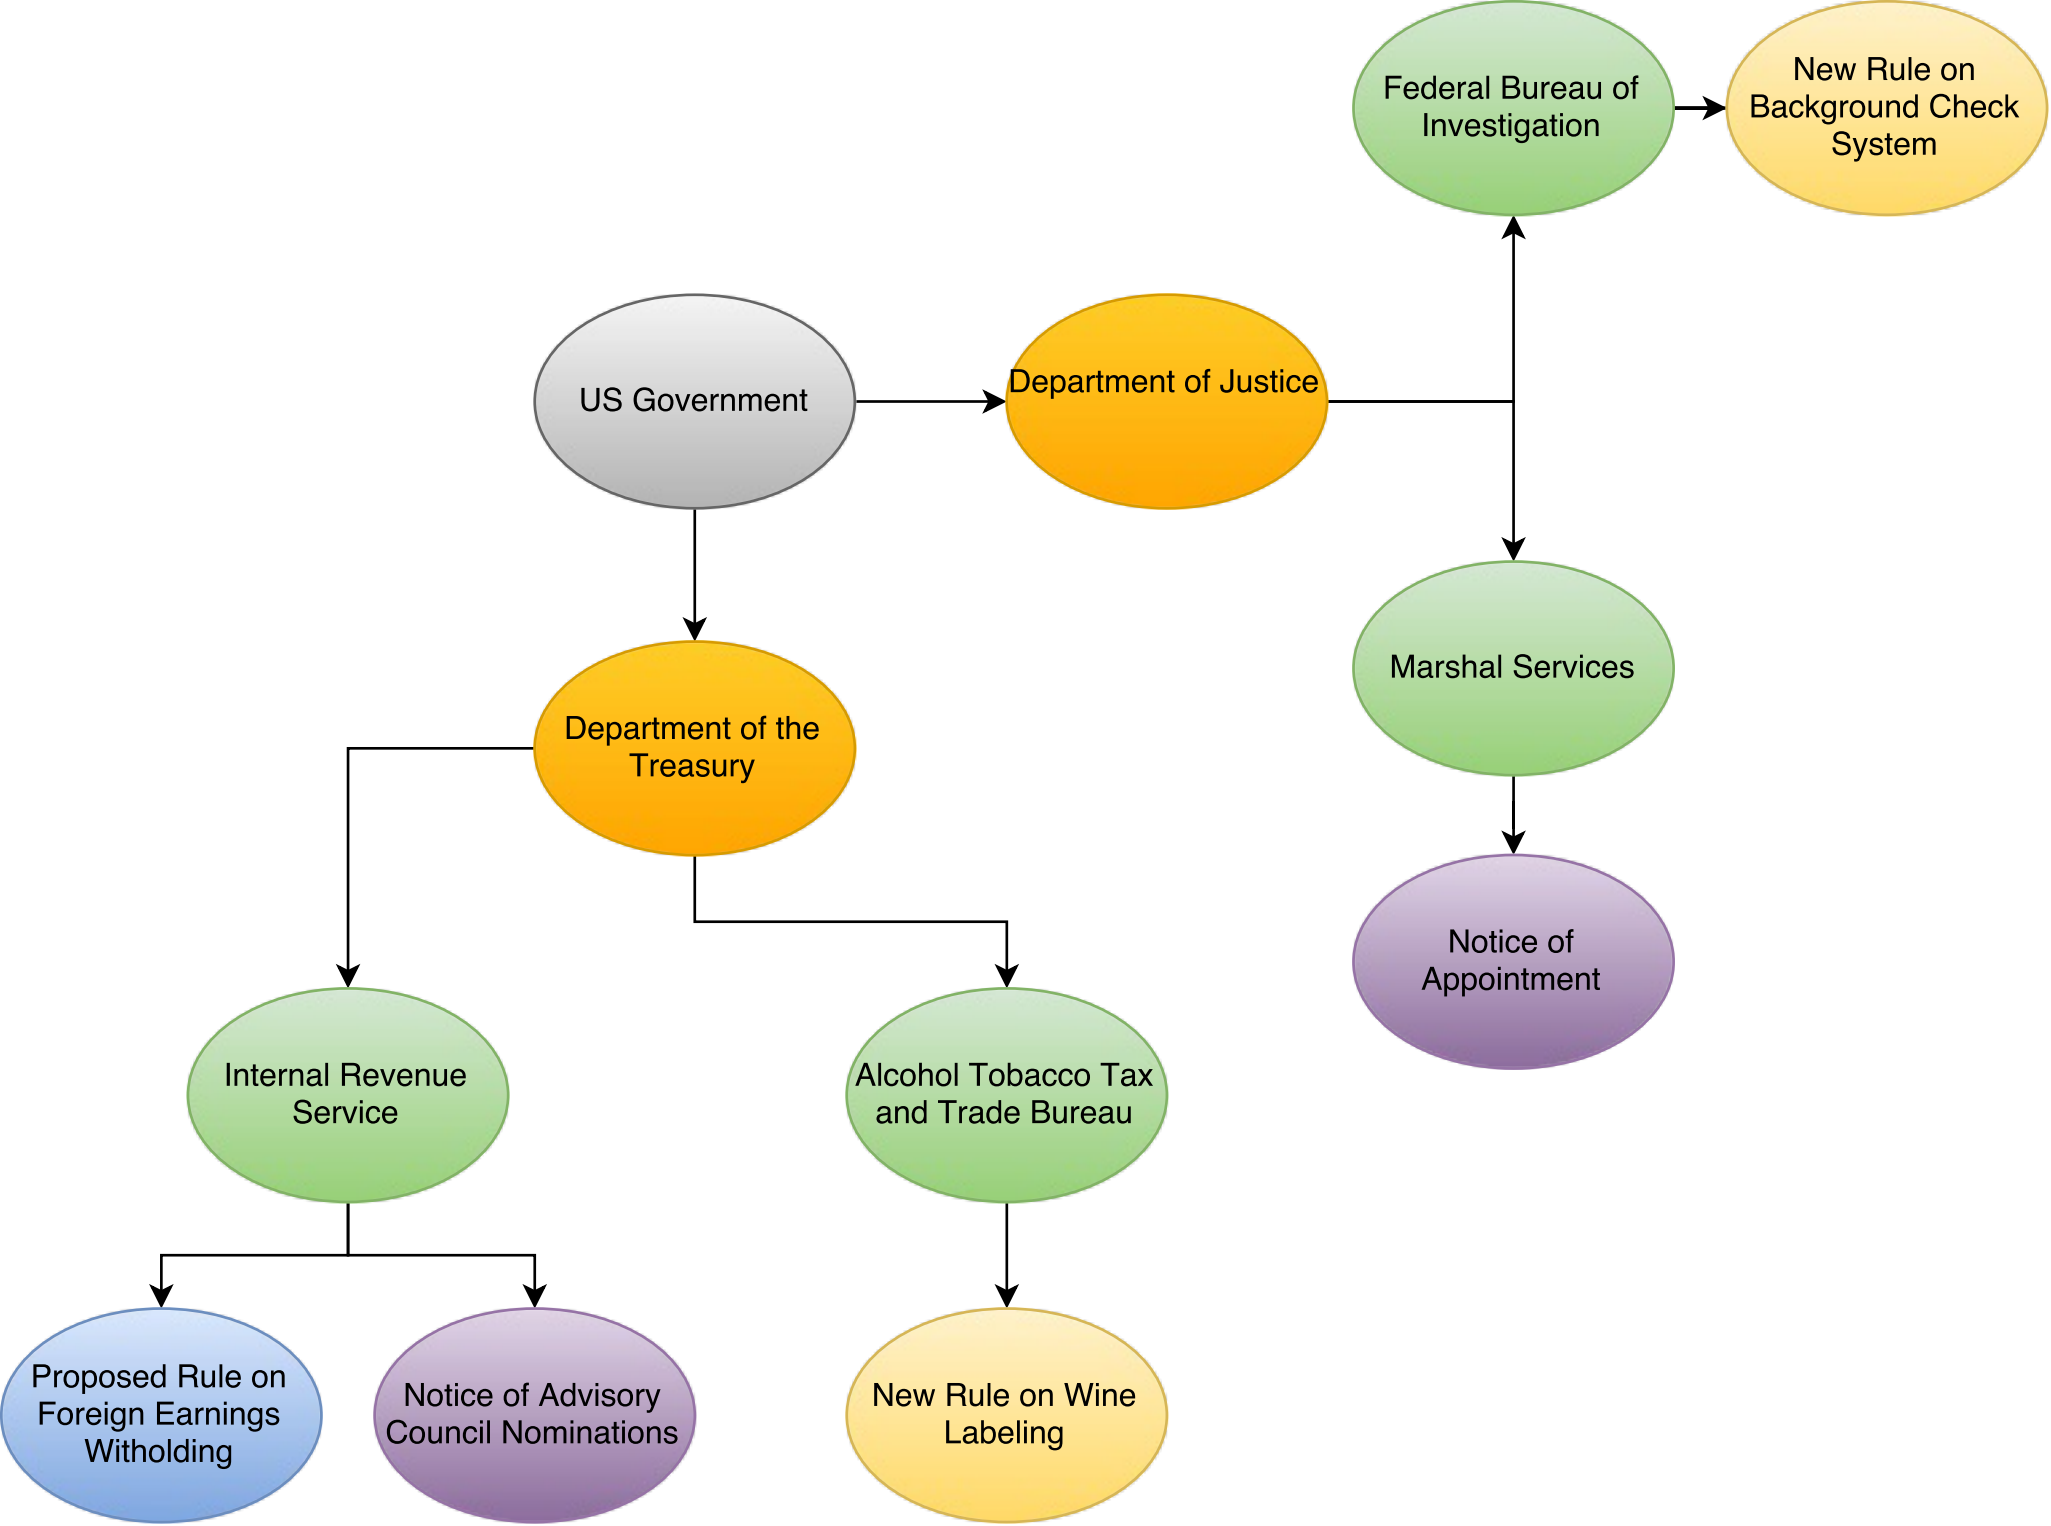 Federal Bureau of
Investigation
New Rule on
Background Check
System
US Government
Department of Justice
Marshal Services
Department of the
Treasury
Notice of
Appointment
Internal Revenue
Service
Alcohol Tobacco Tax
and Trade Bureau
Proposed Rule on
Foreign Earnings
Witholding
Notice of Advisory
Council Nominations
New Rule on Wine
Labeling